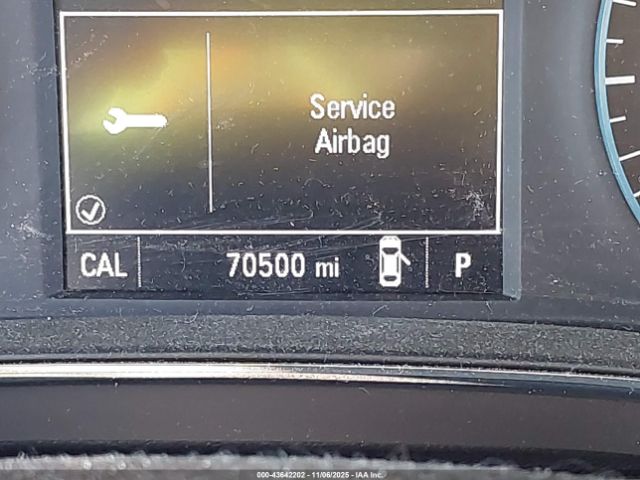 Service
Airbag
CAL 70500 mi P
000-43642202 - 11/06/2025 - IAA Inc.